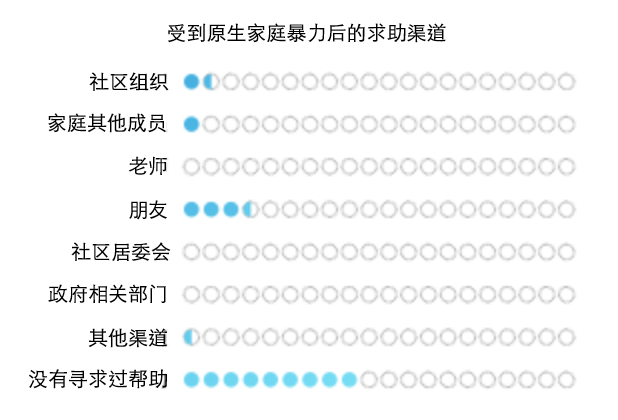 受到原生家庭暴力后的求助渠道
社区组织
家庭其他成员
老师
朋友
社区居委会
政府相关部门
其他渠道
没有寻求过帮助